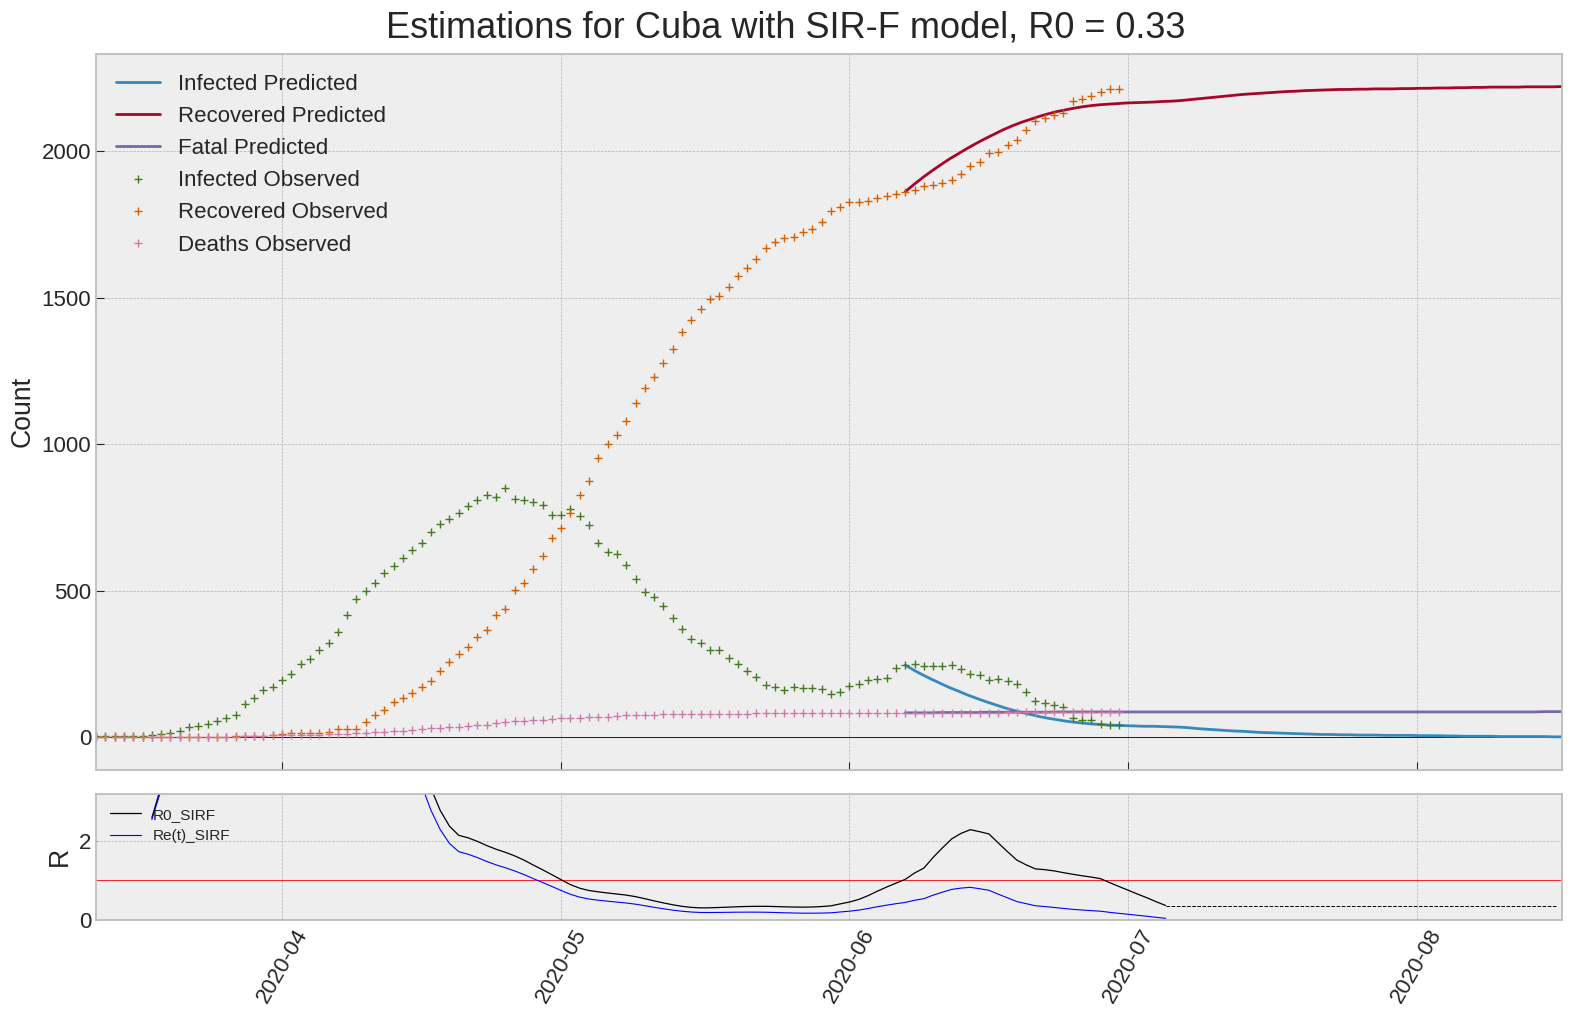 Estimations for Cuba with SIR-F model, R0 = 0.33
Infected Predicted
Recovered Predicted
Fatal Predicted
Infected Observed
Recovered Observed
Deaths Observed
2000
1500
1000
500
0
Count
R0_SIRF
Re(t)_SIRF
2
0
R
2020-04
2020-05
2020-06
2020-07
2020-08